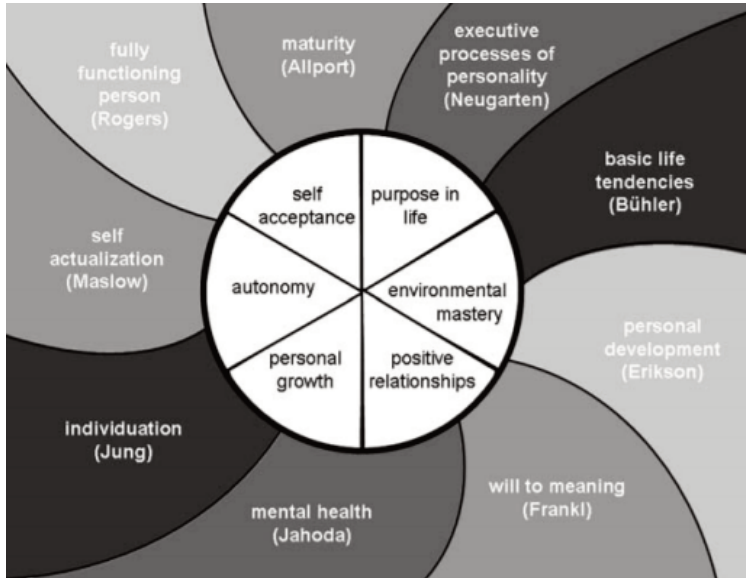 fully
functioning
person
(Rogers)
maturity
(Allport)
executive
processes of
personality
(Neugarten)
basic life
tendencies
(Bühler)
self
acceptance
purpose in
life
self
actualization
(Maslow)
autonomy
environmental
mastery
personal
development
(Erikson)
personal
growth
positive
relationships
individuation
(Jung)
mental health
(Jahoda)
will to meaning
(Frankl)